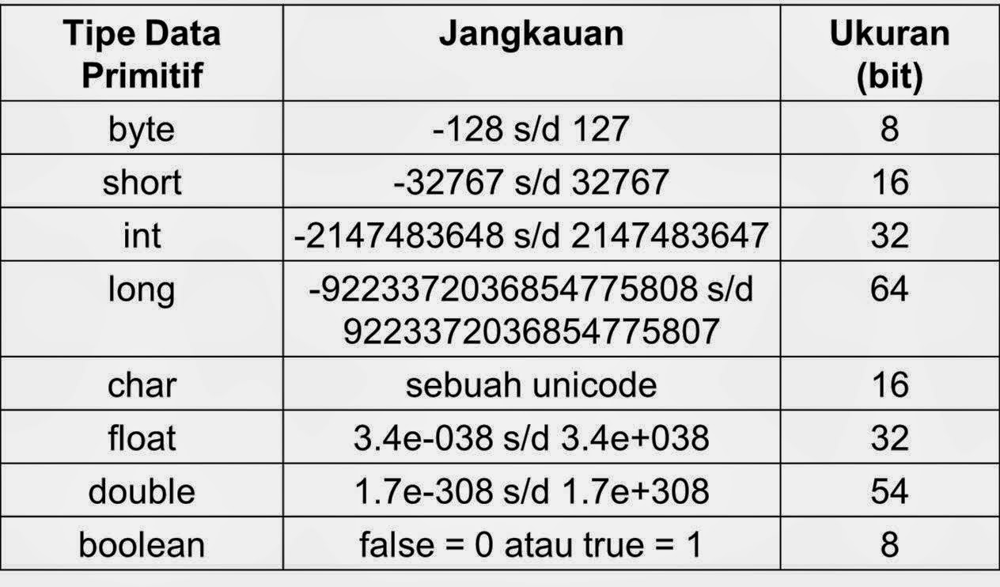 Tipe Data Primitif Jangkauan Ukuran (bit)
byte -128 s/d 127 8
short -32767 s/d 32767 16
int -2147483648 s/d 2147483647 32
long -9223372036854775808 s/d 9223372036854775807 64
char sebuah unicode 16
float 3.4e-038 s/d 3.4e+038 32
double 1.7e-308 s/d 1.7e+308 54
boolean false = 0 atau true = 1 8